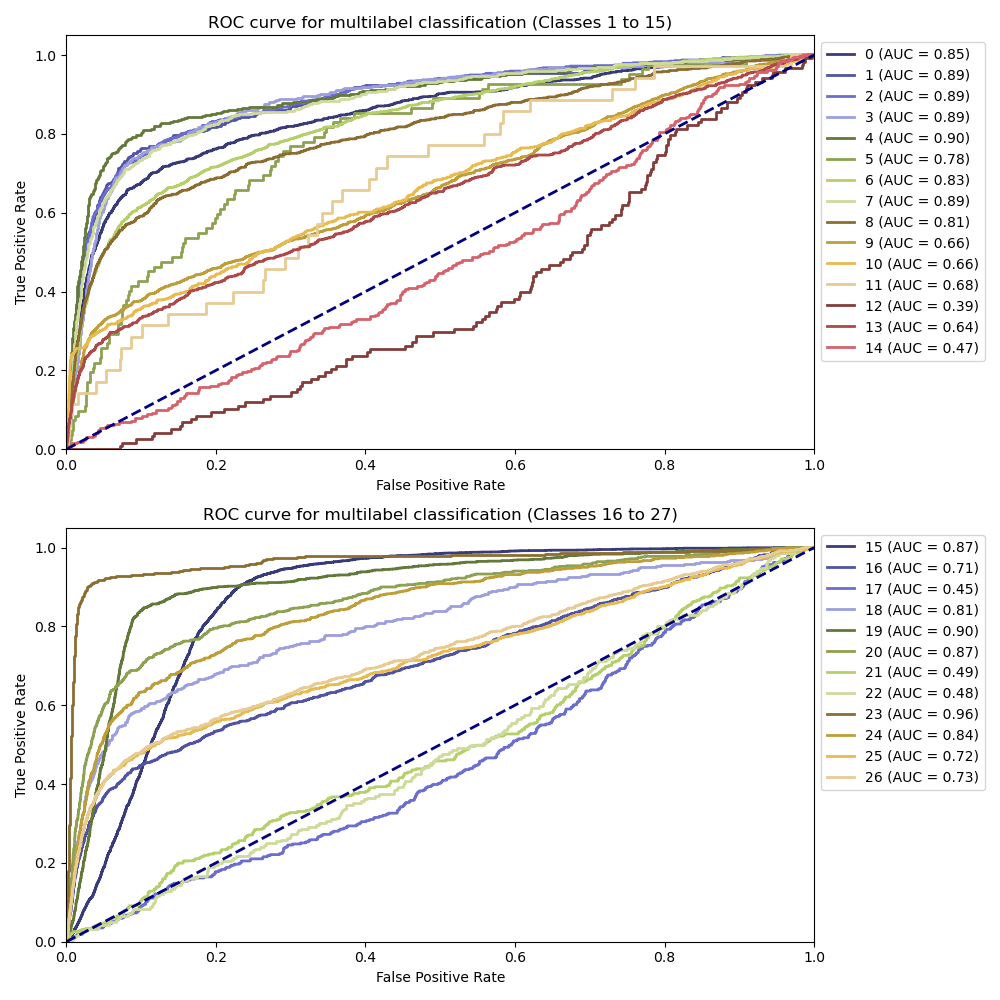 ROC curve for multilabel classification (Classes 1 to 15)
True Positive Rate
1.0
0.8
0.6
0.4
0.2
0.0
0.0 0.2 0.4 0.6 0.8 1.0
False Positive Rate
0 (AUC = 0.85)
1 (AUC = 0.89)
2 (AUC = 0.89)
3 (AUC = 0.89)
4 (AUC = 0.90)
5 (AUC = 0.78)
6 (AUC = 0.83)
7 (AUC = 0.89)
8 (AUC = 0.81)
9 (AUC = 0.66)
10 (AUC = 0.66)
11 (AUC = 0.68)
12 (AUC = 0.39)
13 (AUC = 0.64)
14 (AUC = 0.47)
ROC curve for multilabel classification (Classes 16 to 27)
True Positive Rate
1.0
0.8
0.6
0.4
0.2
0.0
0.0 0.2 0.4 0.6 0.8 1.0
False Positive Rate
15 (AUC = 0.87)
16 (AUC = 0.71)
17 (AUC = 0.45)
18 (AUC = 0.81)
19 (AUC = 0.90)
20 (AUC = 0.87)
21 (AUC = 0.49)
22 (AUC = 0.48)
23 (AUC = 0.96)
24 (AUC = 0.84)
25 (AUC = 0.72)
26 (AUC = 0.73)